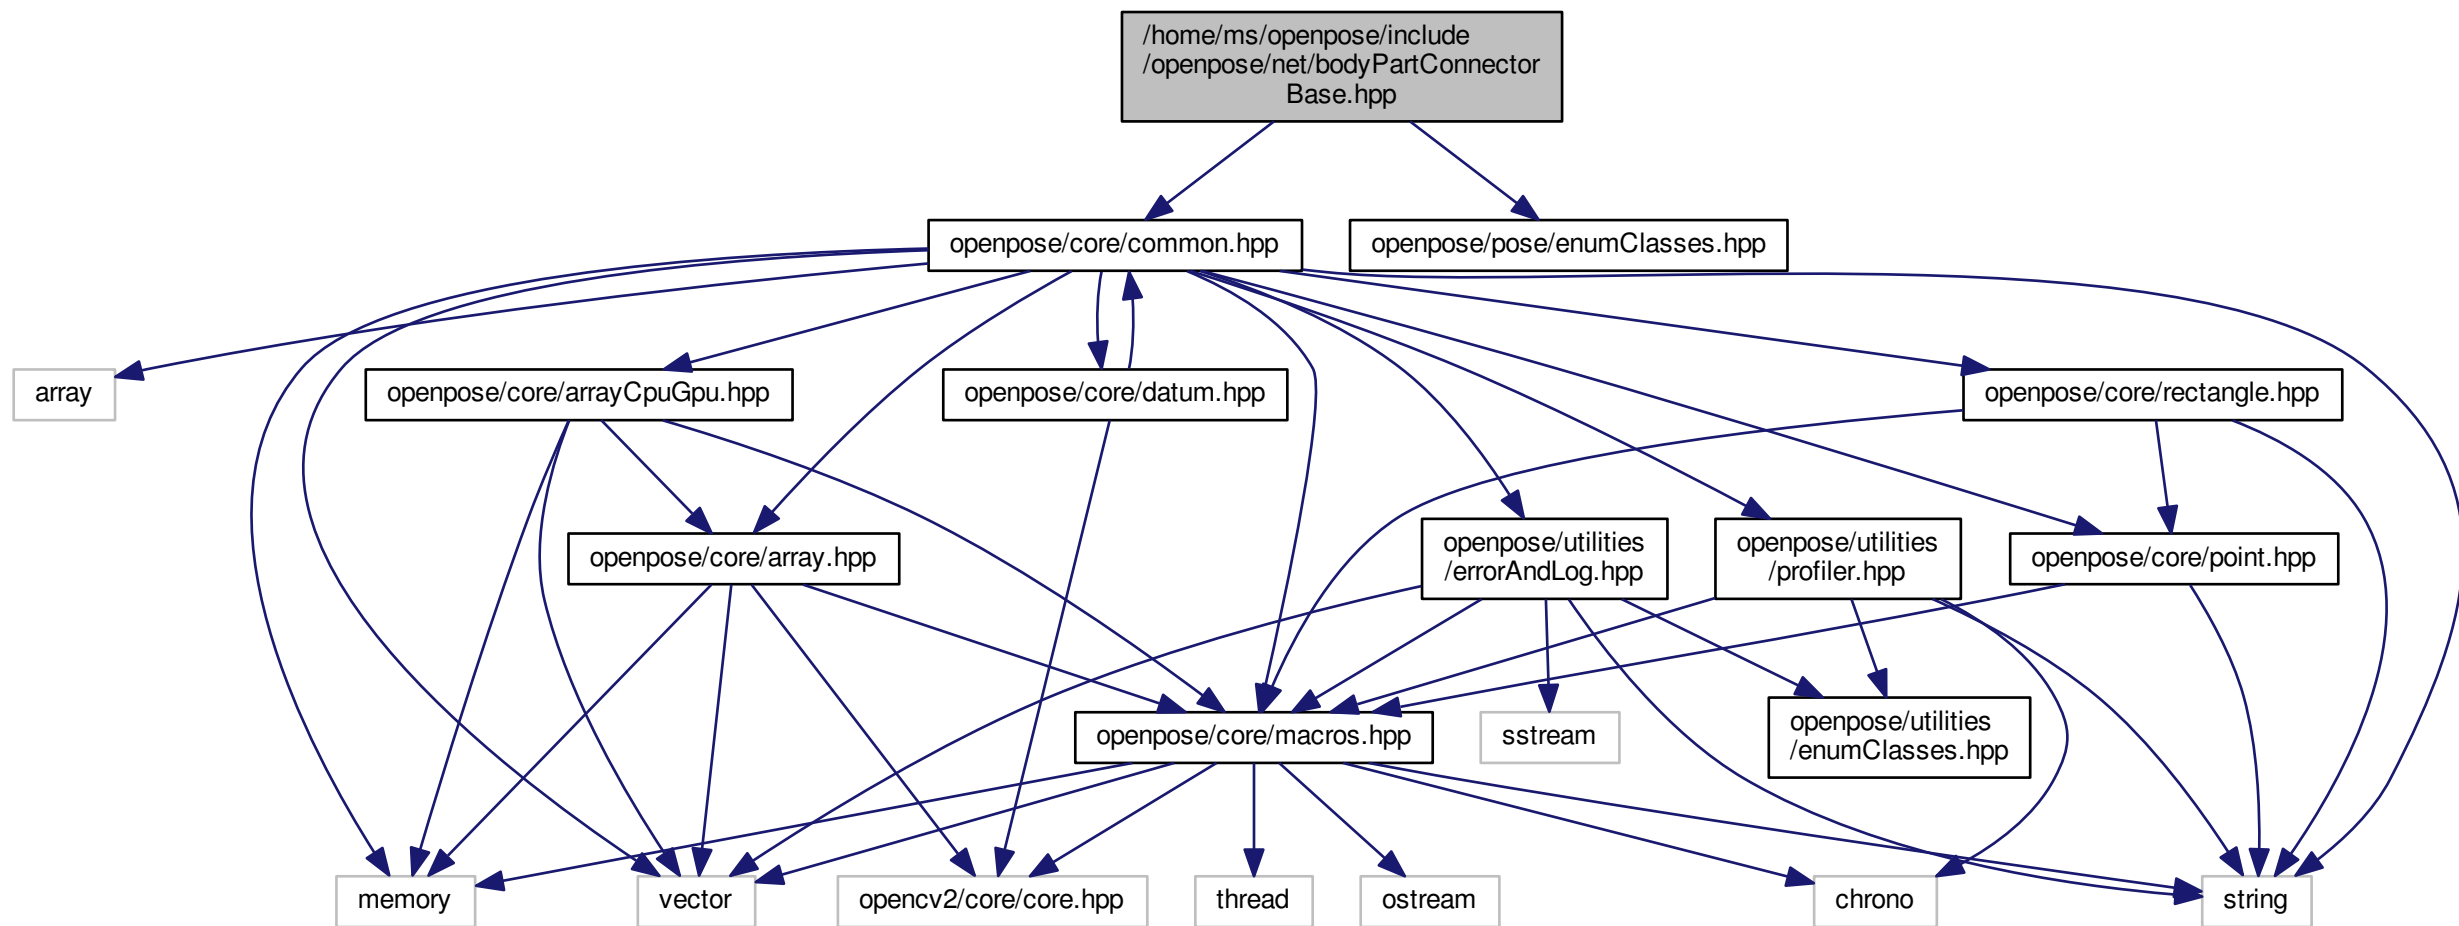 /home/ms/openpose/include
/openpose/net/bodyPartConnector
Base.hpp
openpose/core/common.hpp
openpose/pose/enumClasses.hpp
array
openpose/core/arrayCpuGpu.hpp
openpose/core/datum.hpp
openpose/core/rectangle.hpp
openpose/core/array.hpp
openpose/utilities
/errorAndLog.hpp
openpose/utilities
/profiler.hpp
openpose/core/point.hpp
openpose/core/macros.hpp
sstream
openpose/utilities
/enumClasses.hpp
memory
vector
opencv2/core/core.hpp
thread
ostream
chrono
string